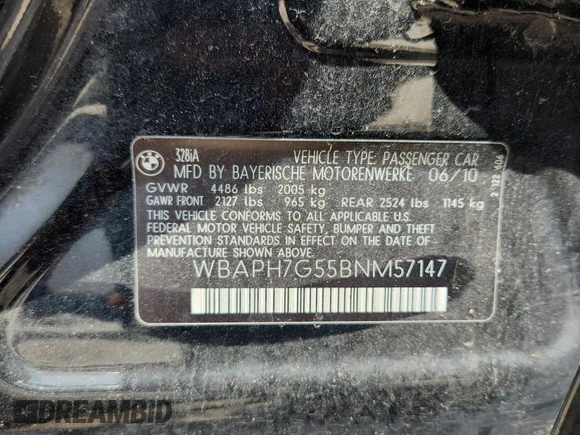 BMW
328iA
VEHICLE TYPE: PASSENGER CAR
MFD BY BAYERISCHE MOTORENWERKE 06/10
GVWR 4486 lbs 2005 kg
GAWR FRONT 2127 lbs 965 kg REAR 2524 lbs 1145 kg
THIS VEHICLE CONFORMS TO ALL APPLICABLE U.S.
FEDERAL MOTOR VEHICLE SAFETY, BUMPER AND THEFT
PREVENTION STANDARDS IN EFFECT ON THE DATE OF
MANUFACTURE SHOWN ABOVE.
WBAPH7G55BNM57147
DREAMBID